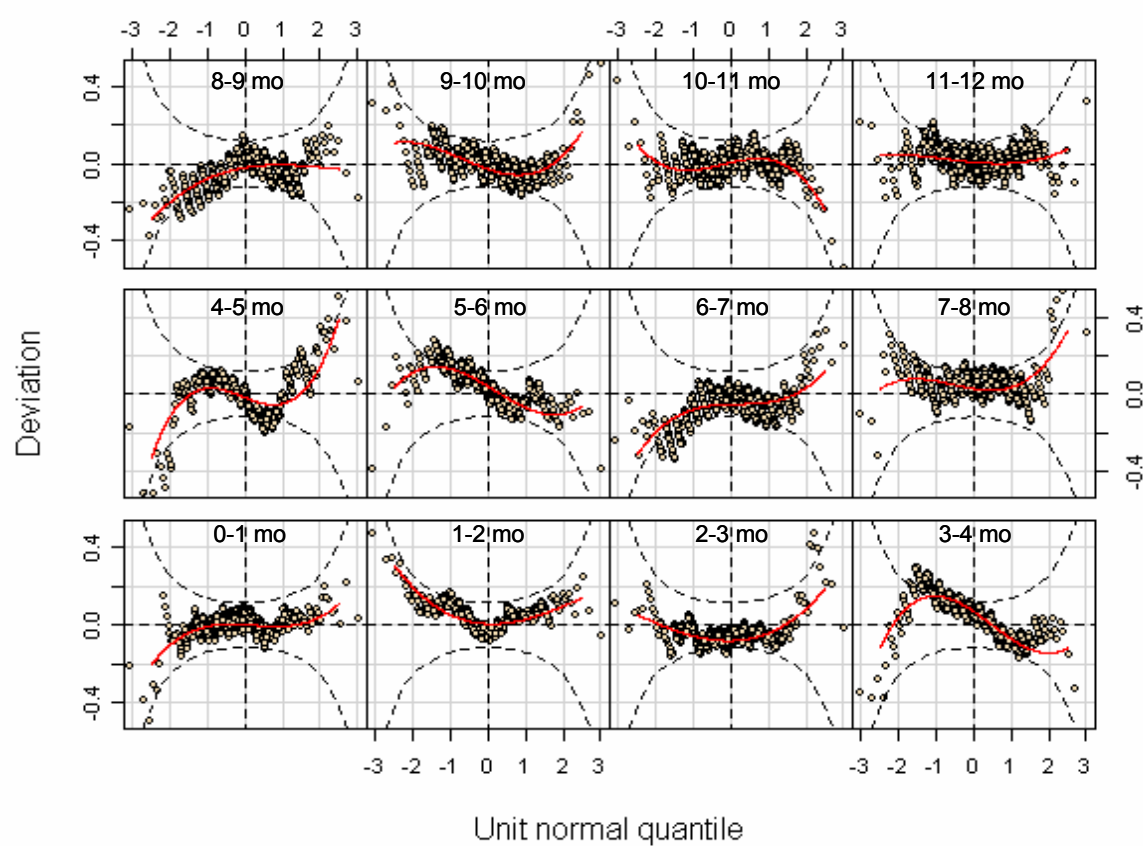 -3 -2 -1 0 1 2 3 -3 -2 -1 0 1 2 3
8-9 mo 9-10 mo 10-11 mo 11-12 mo
0.4
0.0
-0.4
4-5 mo 5-6 mo 6-7 mo 7-8 mo
0.4
0.0
-0.4
0-1 mo 1-2 mo 2-3 mo 3-4 mo
0.4
0.0
-0.4
-3 -2 -1 0 1 2 3 -3 -2 -1 0 1 2 3
Deviation
Unit normal quantile